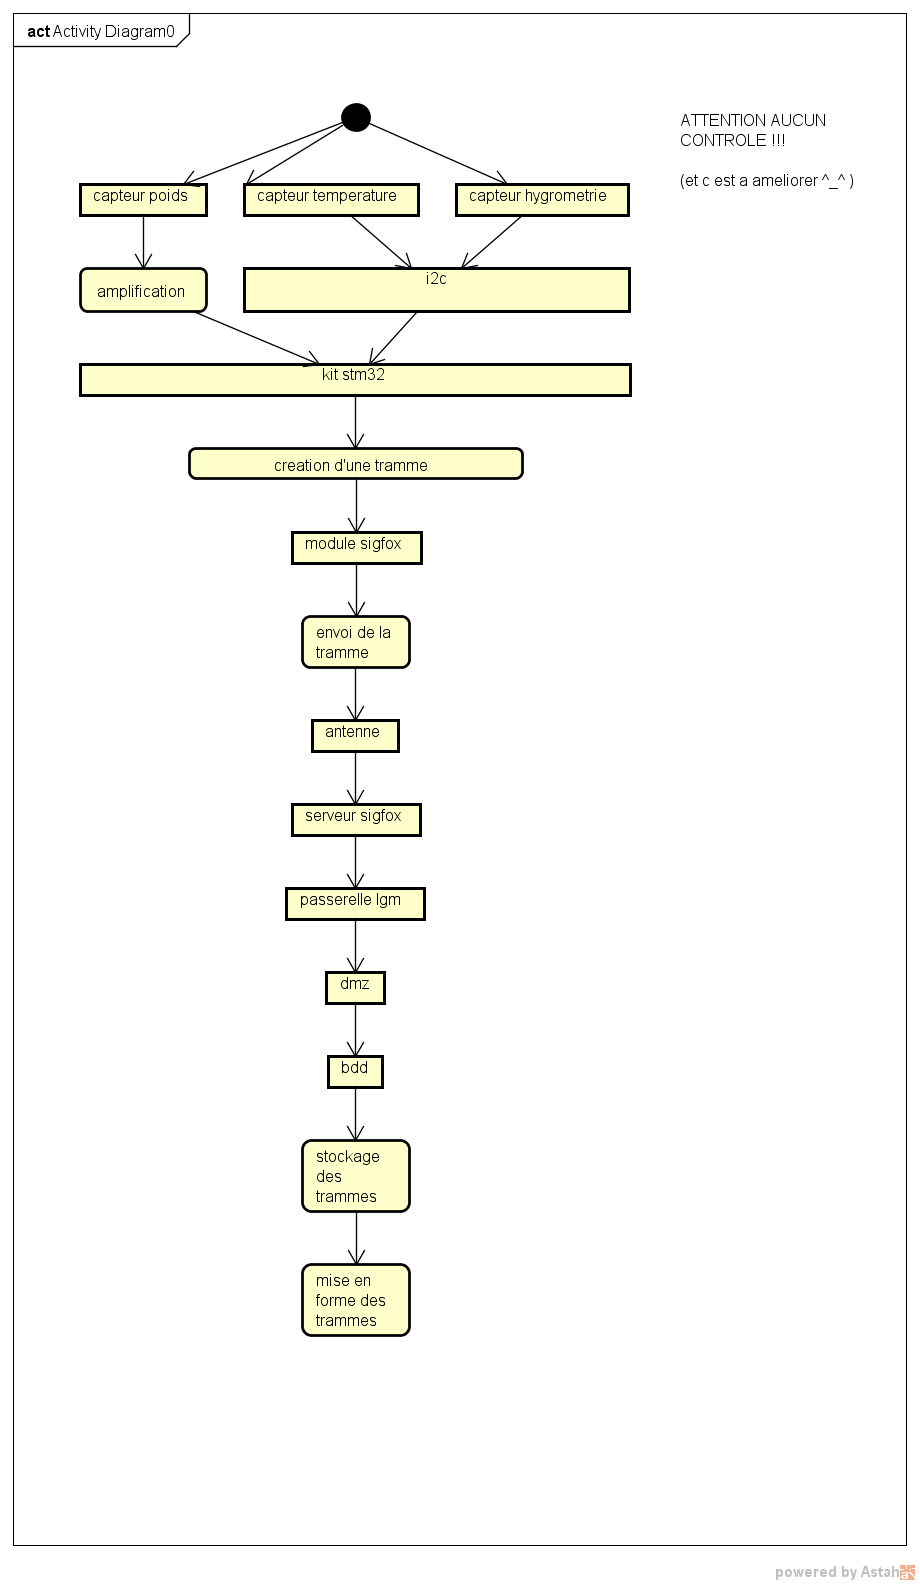 act Activity Diagram0
ATTENTION AUCUN
CONTROLE !!!
(et c est a ameliorer ^_^ )
capteur poids
capteur temperature
capteur hygrometrie
amplification
i2c
kit stm32
creation d'une tramme
module sigfox
envoi de la
tramme
antenne
serveur sigfox
passerelle lgm
dmz
bdd
stockage
des
trammes
mise en
forme des
trammes
powered by Astah